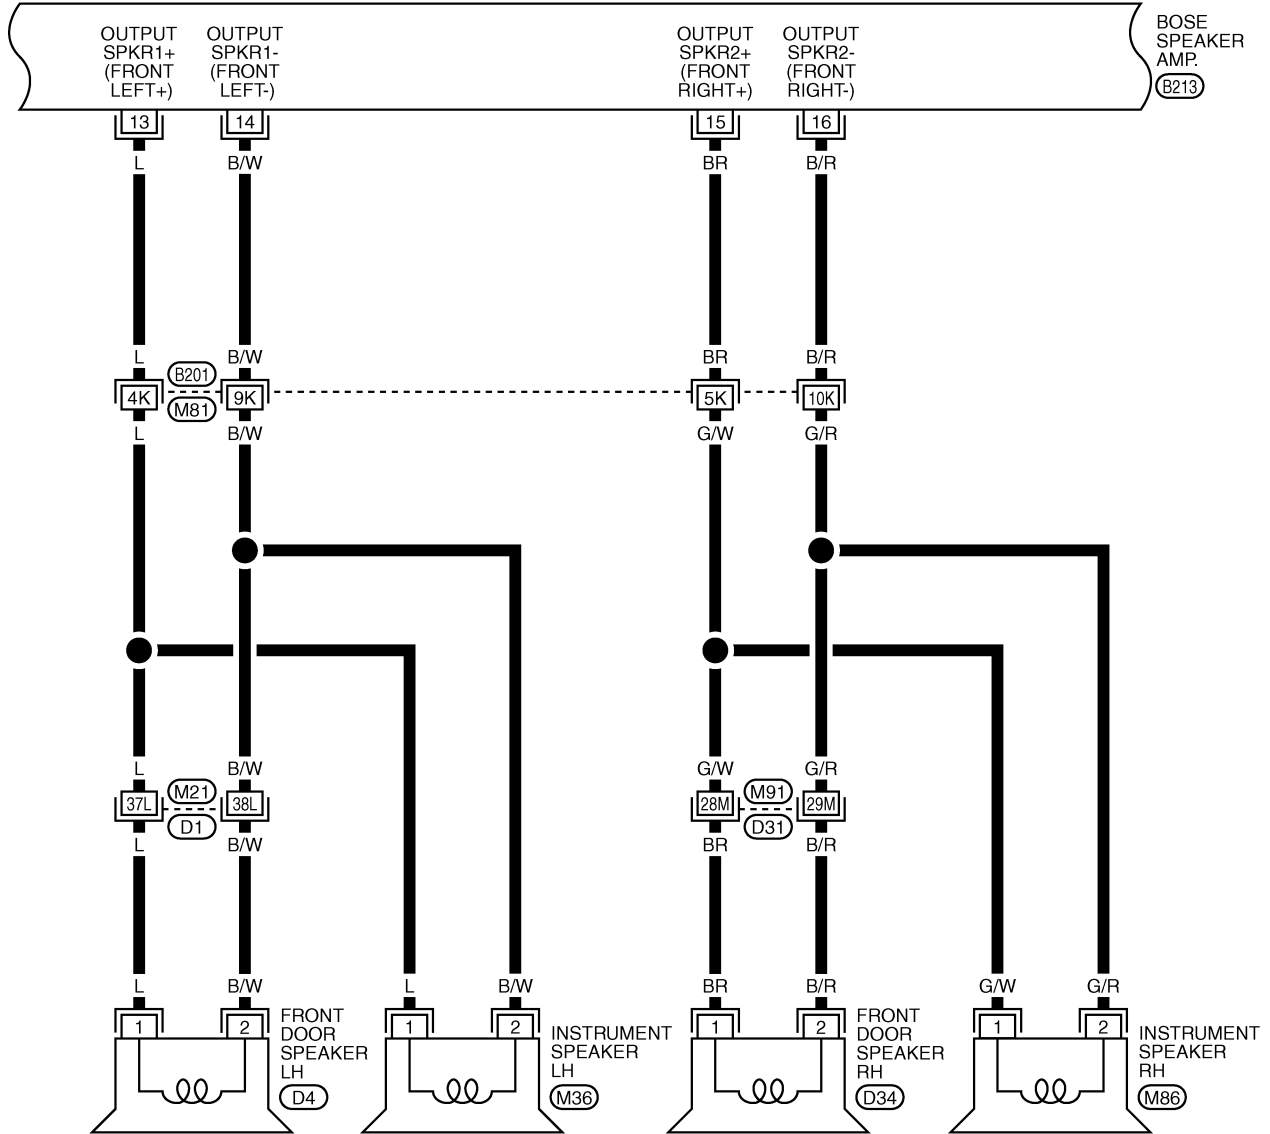 OUTPUT
SPKR1+
(FRONT
LEFT+)
OUTPUT
SPKR1-
(FRONT
LEFT-)
OUTPUT
SPKR2+
(FRONT
RIGHT+)
OUTPUT
SPKR2-
(FRONT
RIGHT-)
BOSE
SPEAKER
AMP.
B213
13 14 15 16
L B/W BR B/R
L B/W BR B/R
B201
4K 9K 5K 10K
M81
L B/W G/W G/R
L B/W G/W G/R
M21 M91
37L 38L 28M 29M
D1 D31
L B/W BR B/R
L B/W L B/W BR B/R G/W G/R
1 2 1 2 1 2 1 2
FRONT
DOOR
SPEAKER
LH
D4
INSTRUMENT
SPEAKER
LH
M36
FRONT
DOOR
SPEAKER
RH
D34
INSTRUMENT
SPEAKER
RH
M86